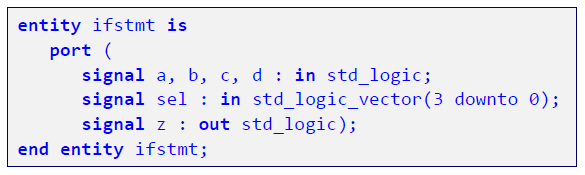 entity ifstmt is
port (
signal a, b, c, d : in std_logic;
signal sel : in std_logic_vector(3 downto 0);
signal z : out std_logic);
end entity ifstmt;